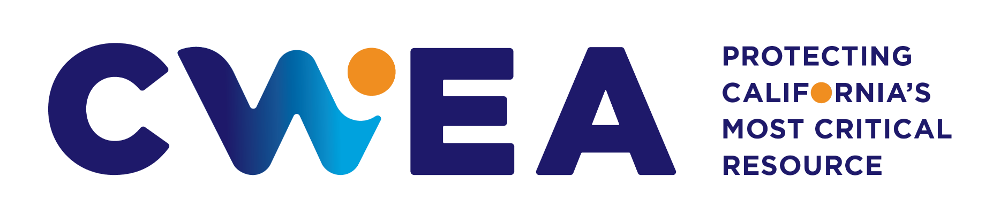 CWEA
PROTECTING
CALIFORNIA’S
MOST CRITICAL
RESOURCE